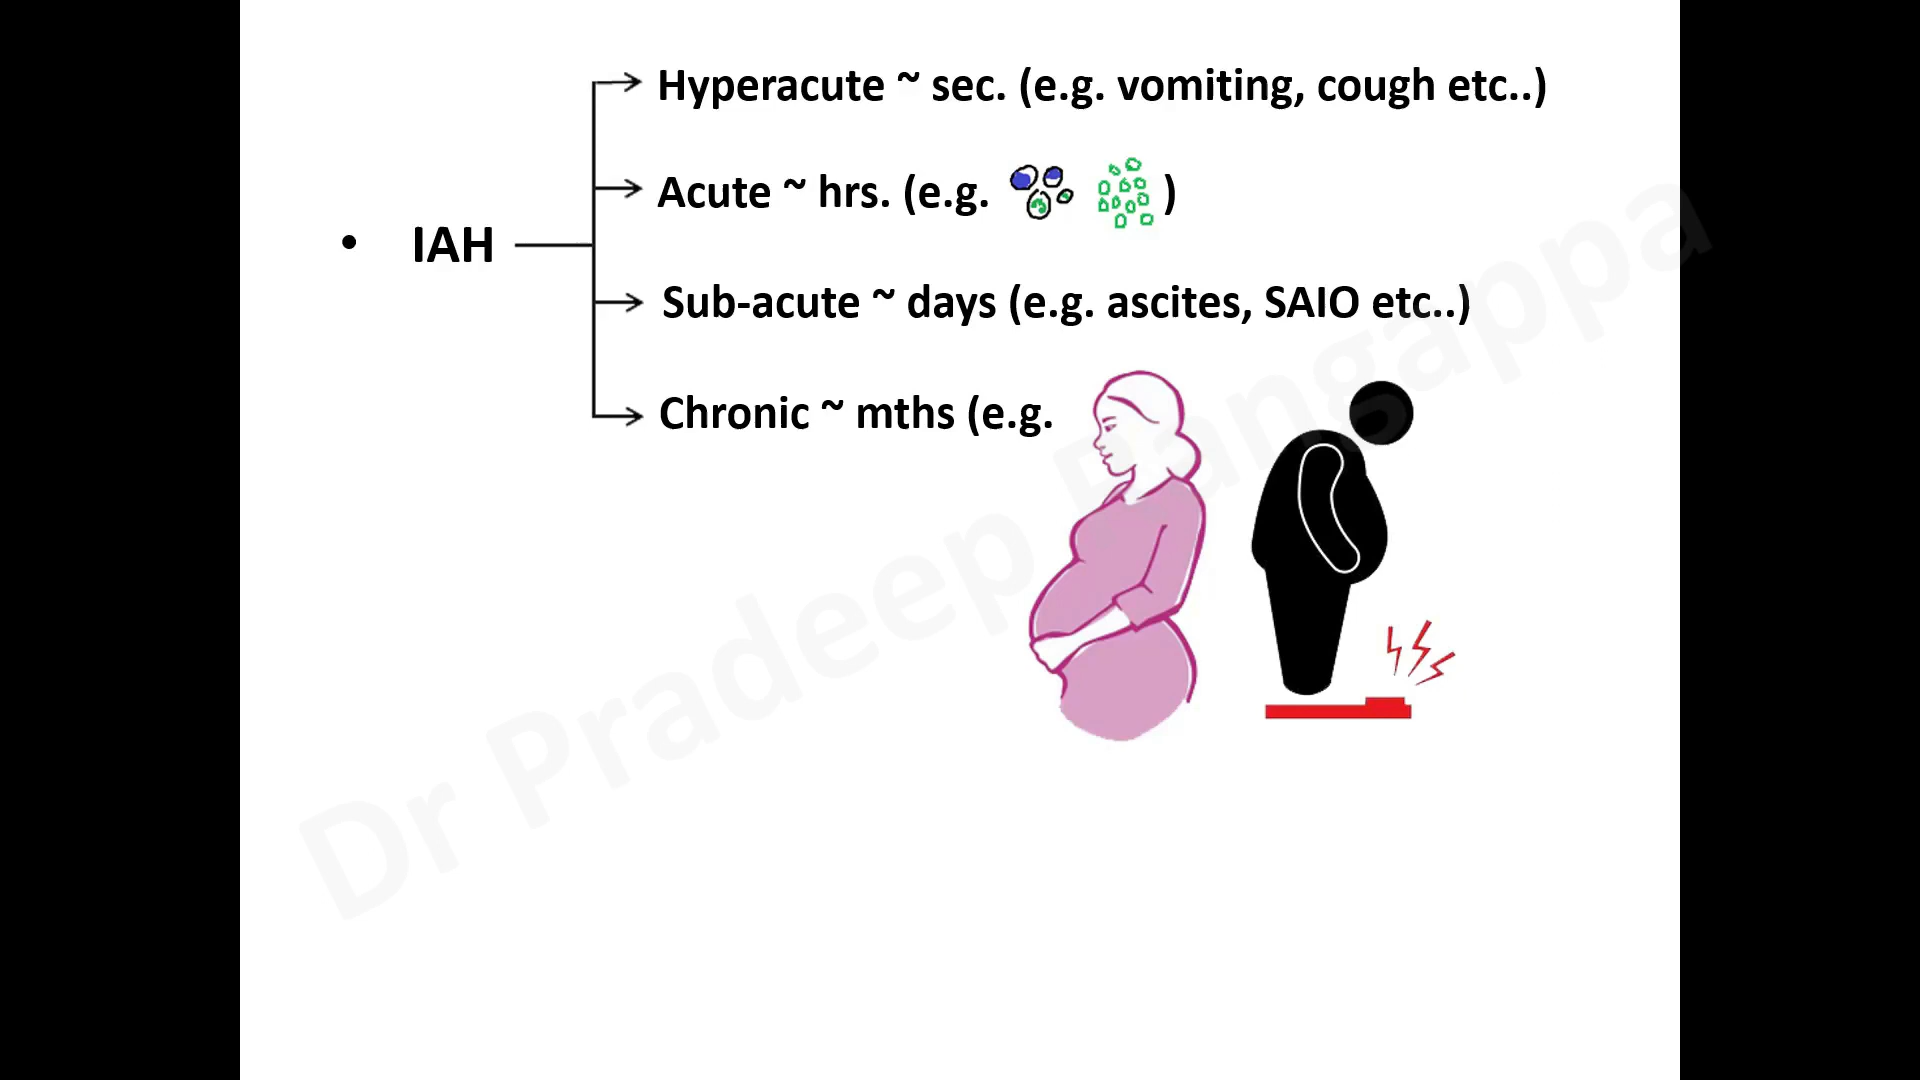 Hyperacute ~ sec. (e.g. vomiting, cough etc..)
Acute ~ hrs. (e.g. )
• IAH
Sub-acute ~ days (e.g. ascites, SAIO etc..)
Chronic ~ mths (e.g.
Dr Pradeep Rangappa